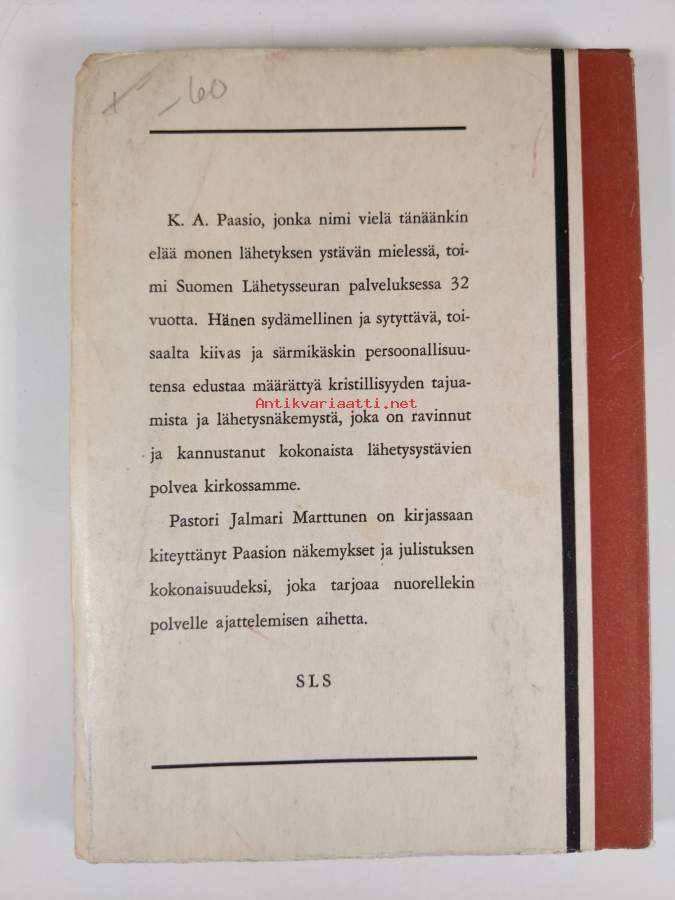 -60
K. A. Paasio, jonka nimi vielä tänäänkin
elää monen lähetyksen ystävän mielessä, toi-
mi Suomen Lähetysseuran palveluksessa 32
vuotta. Hänen sydämellinen ja sytyttävä, toi-
saalta kiivas ja särmikäskin persoonallisuu-
tensa edustaa määrättyä kristillisyyden tajua-
Antikvariaatti.net
mista ja lähetysnäkemystä, joka on ravinnut
ja kannustanut kokonaista lähetysystävien
polvea kirkossamme.
Pastori Jalmari Marttunen on kirjassaan
kiteyttänyt Paasion näkemykset ja julistuksen
kokonaisuudeksi, joka tarjoaa nuorellekin
polvelle ajattelemisen aihetta.
SLS